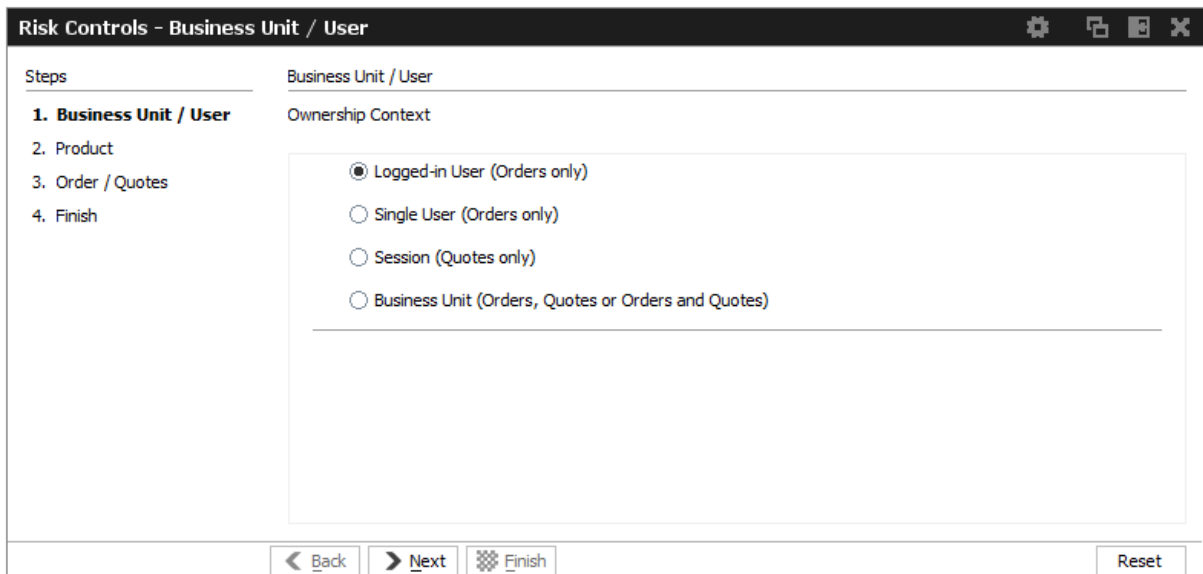 Risk Controls - Business Unit / User
Steps
1. Business Unit / User
2. Product
3. Order / Quotes
4. Finish
Business Unit / User
Ownership Context
Logged-in User (Orders only)
Single User (Orders only)
Session (Quotes only)
Business Unit (Orders, Quotes or Orders and Quotes)
Back Next Finish Reset